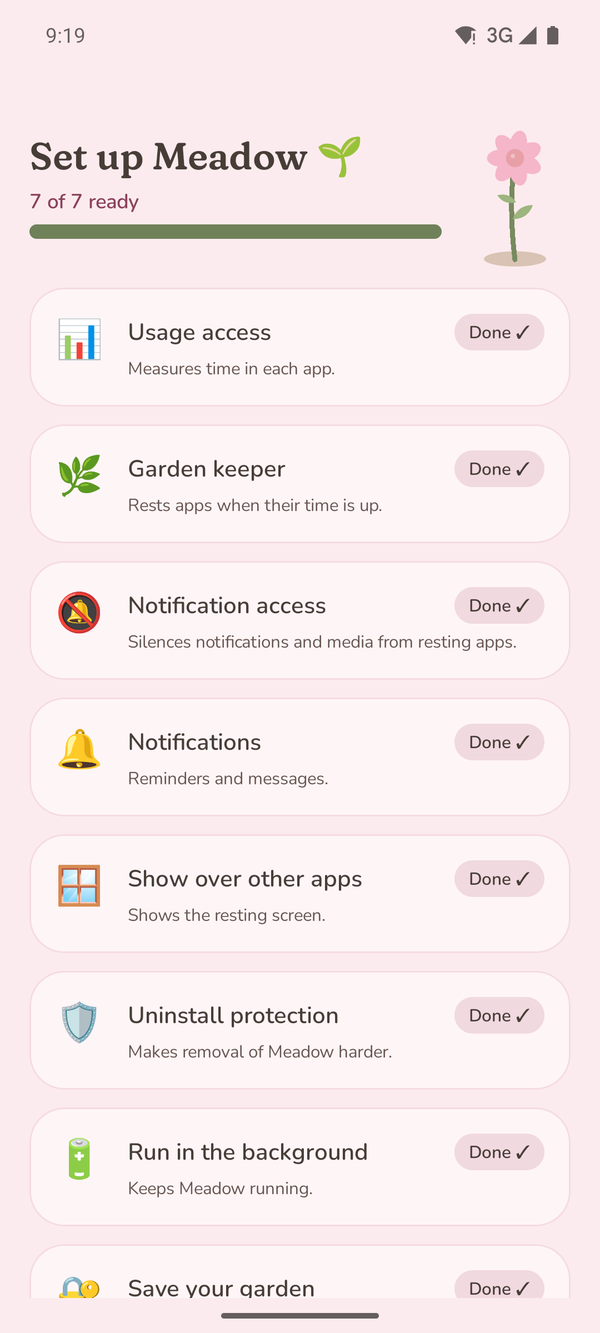 9:19 3G
Set up Meadow 🌱
7 of 7 ready
Usage access Done ✓
Measures time in each app.
Garden keeper Done ✓
Rests apps when their time is up.
Notification access Done ✓
Silences notifications and media from resting apps.
Notifications Done ✓
Reminders and messages.
Show over other apps Done ✓
Shows the resting screen.
Uninstall protection Done ✓
Makes removal of Meadow harder.
Run in the background Done ✓
Keeps Meadow running.
Save your garden Done ✓